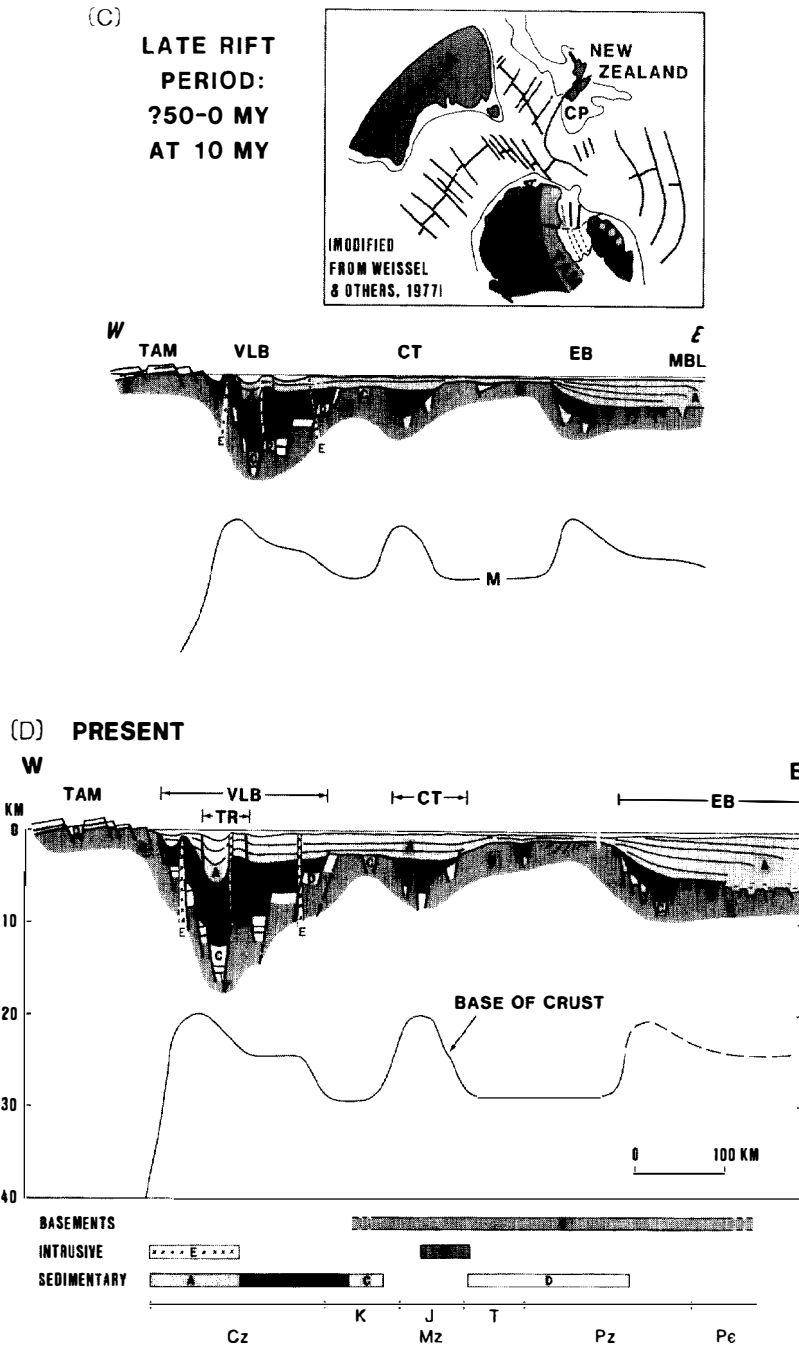 (C)
LATE RIFT
PERIOD:
?50-0 MY
AT 10 MY
NEW
ZEALAND
CP
(MODIFIED
FROM WEISSEL
& OTHERS, 1977)
W
E
TAM
VLB
CT
EB
MBL
A
E
E
M
(D) PRESENT
W
E
TAM
VLB
CT
EB
TR
KM
0
A
A
A
D
10
E
E
C
20
BASE OF CRUST
30
0
100 KM
40
BASEMENTS
INTRUSIVE
E
SEDIMENTARY
A
C
D
K
J
T
Cz
Mz
Pz
Pϵ